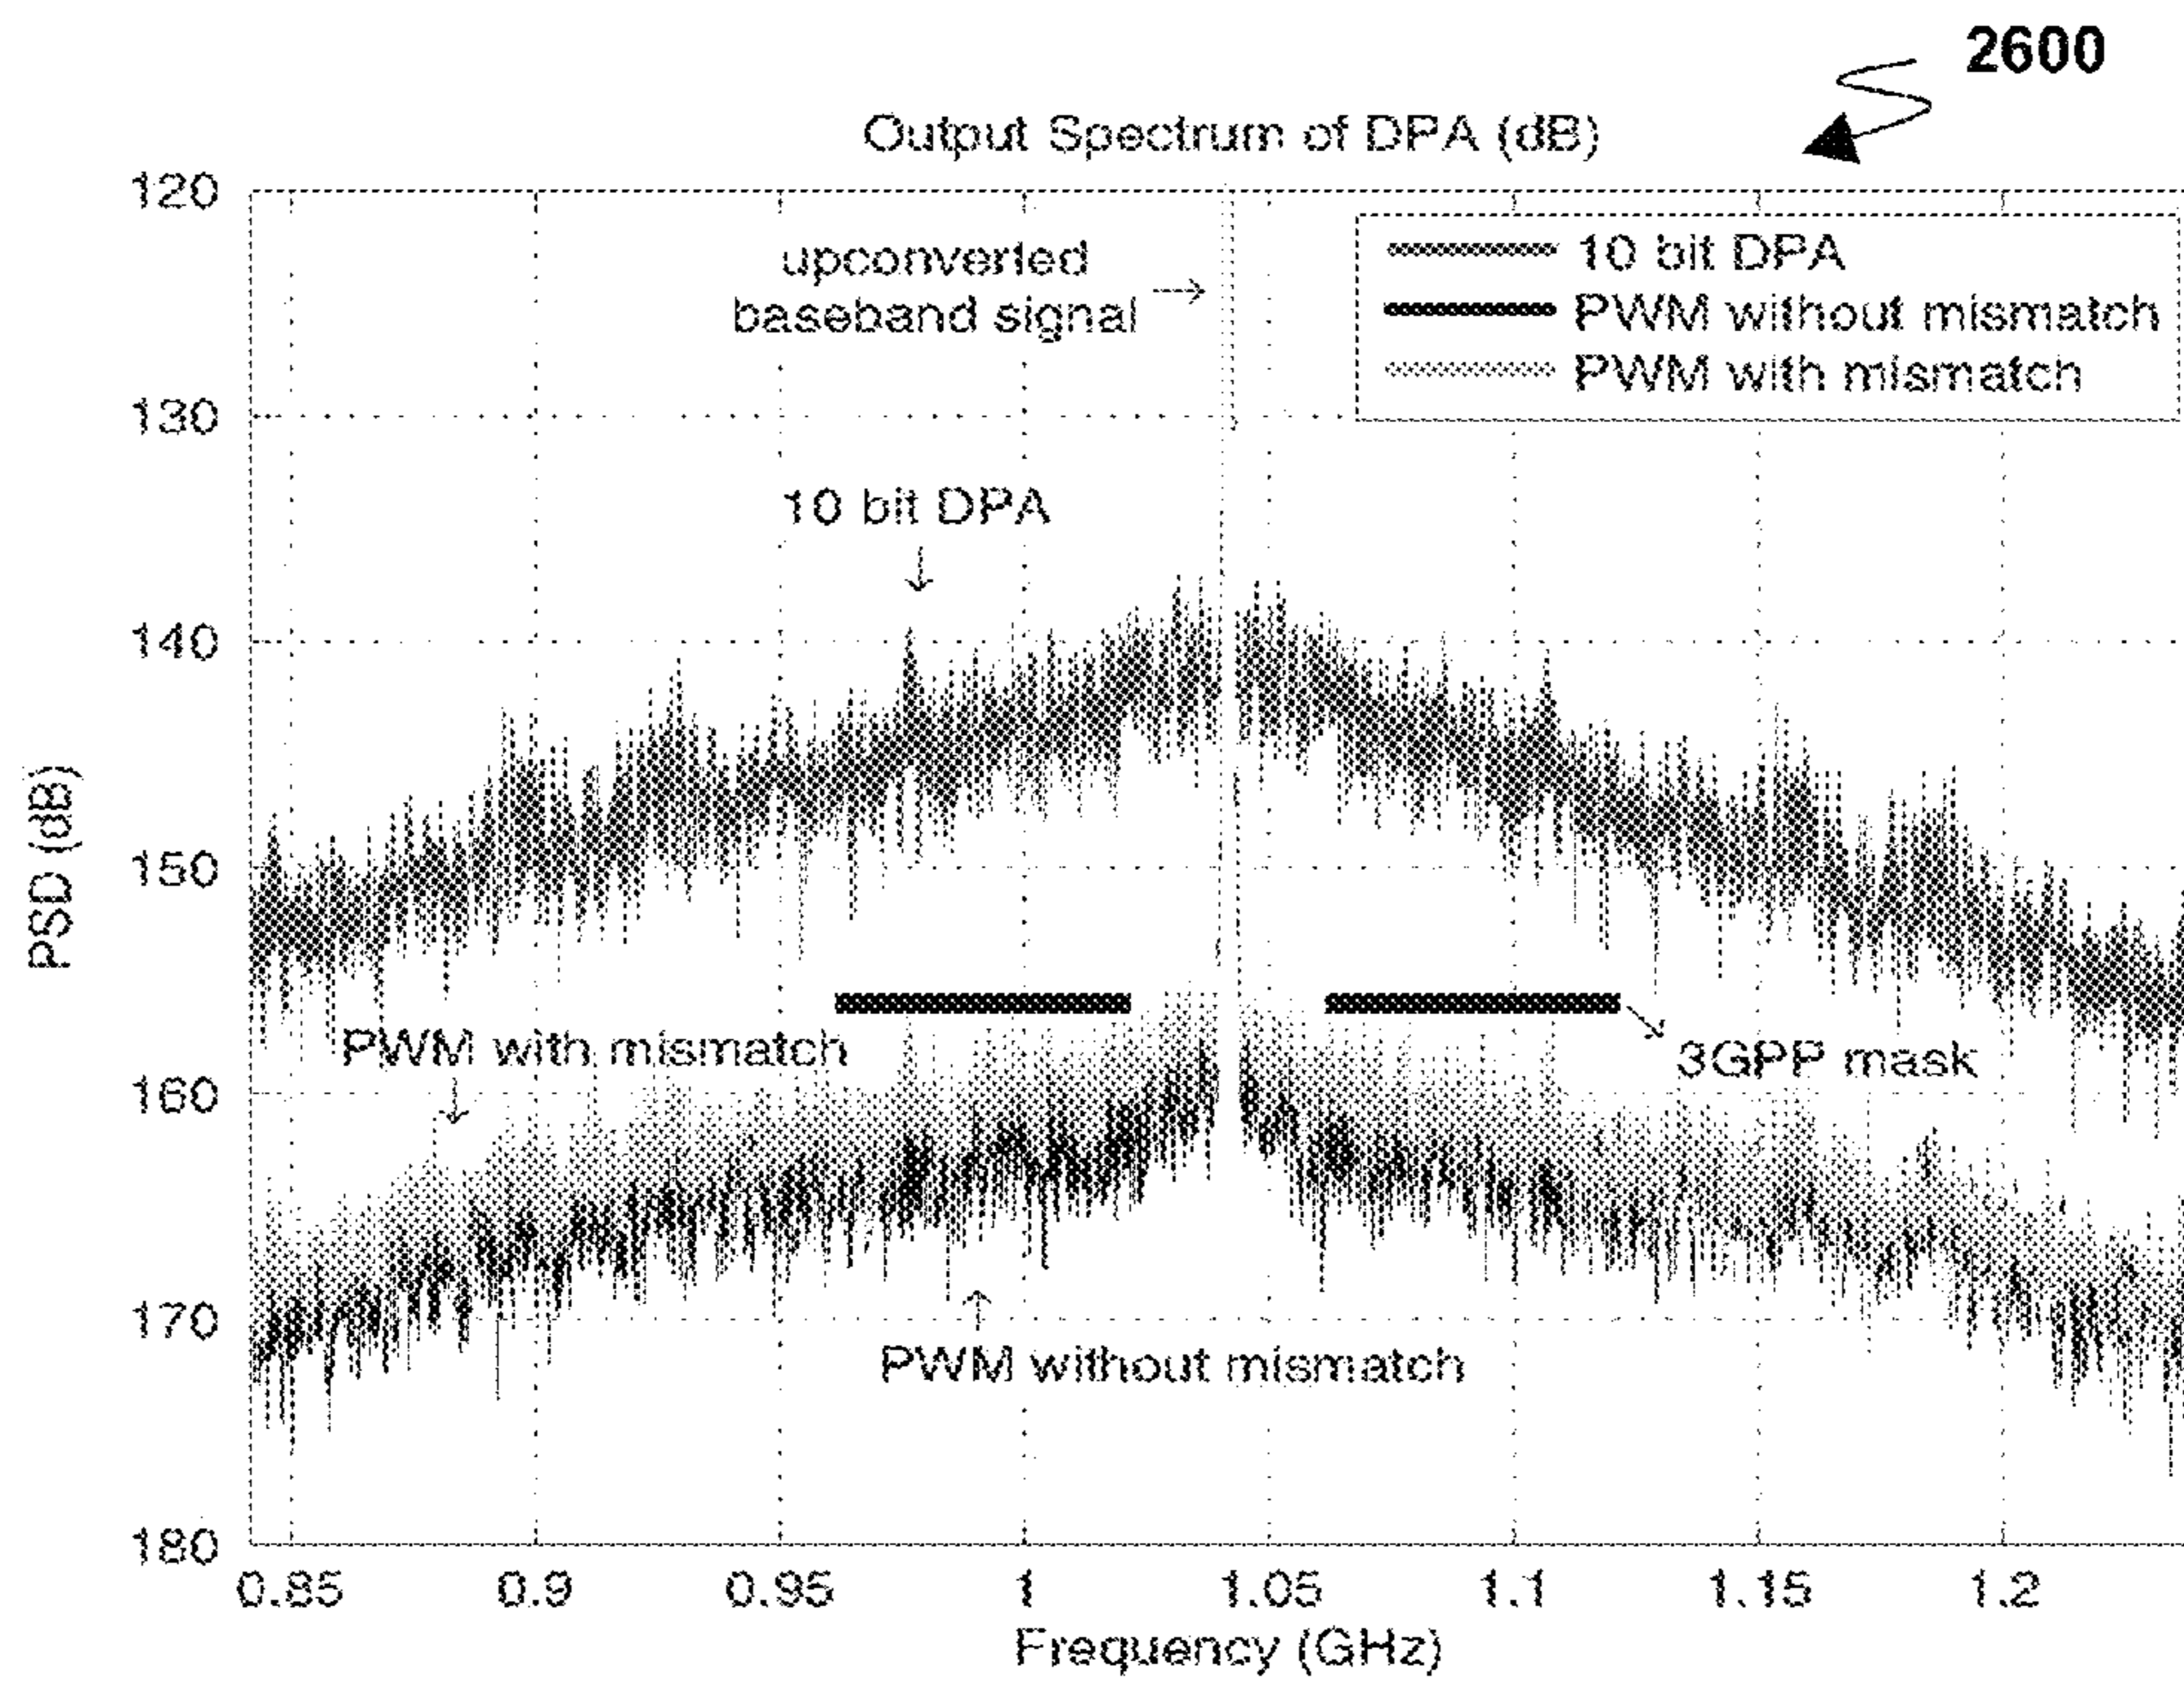 2600
Output Spectrum of DPA (dB)
120
130
140
150
160
170
180
PSD (dB)
upconverted
baseband signal
10 bit DPA
PWM without mismatch
PWM with mismatch
10 bit DPA
PWM with mismatch
3GPP mask
PWM without mismatch
0.85
0.9
0.95
1
1.05
1.1
1.15
1.2
Frequency (GHz)